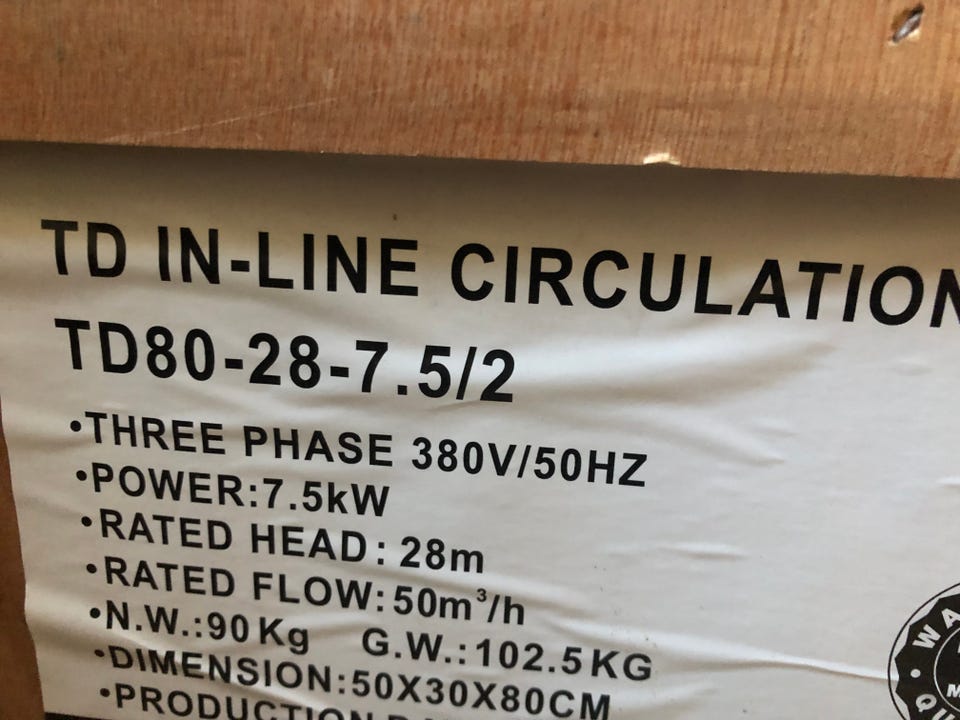 TD IN-LINE CIRCULATION
TD80-28-7.5/2
•THREE PHASE 380V/50HZ
•POWER:7.5kW
•RATED HEAD: 28m
•RATED FLOW:50m³/h
•N.W.:90Kg G.W.:102.5KG
•DIMENSION:50X30X80CM
•PRODUCTION